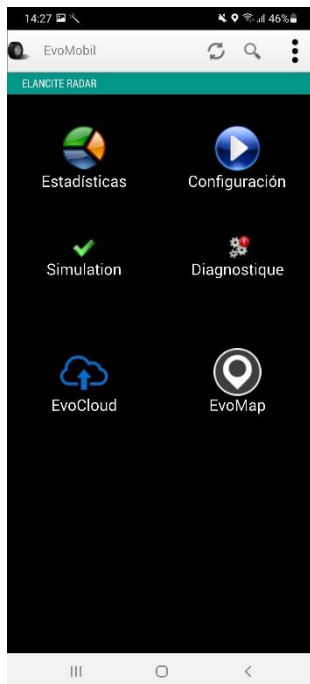 14:27 46%
EvoMobil
ELANCITE RADAR
Estadísticas Configuración
Simulation Diagnostique
EvoCloud EvoMap